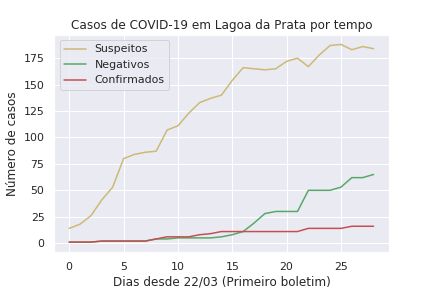 Casos de COVID-19 em Lagoa da Prata por tempo
Suspeitos
Negativos
Confirmados
Número de casos
175
150
125
100
75
50
25
0
0 5 10 15 20 25
Dias desde 22/03 (Primeiro boletim)